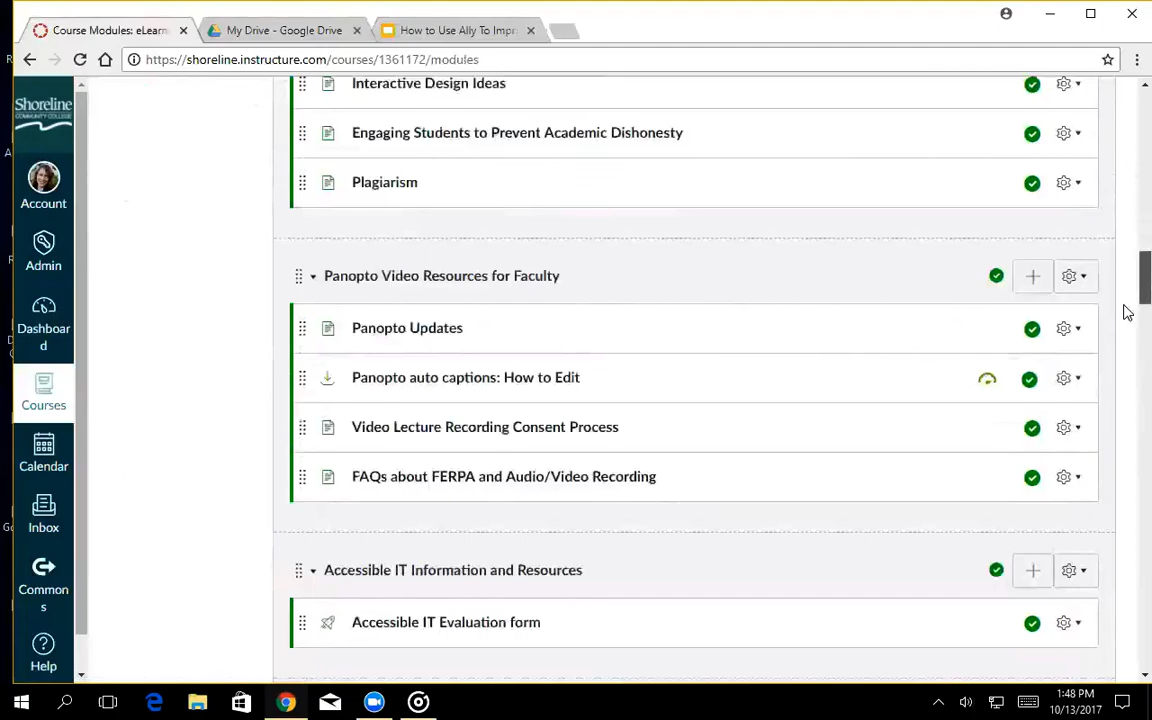 Course Modules: eLearn
My Drive - Google Drive
How to Use Ally To Impr
https://shoreline.instructure.com/courses/1361172/modules
Shoreline
COMMUNITY COLLEGE
Account
Admin
Dashboar
d
Courses
Calendar
Inbox
Common
s
Help
Interactive Design Ideas
Engaging Students to Prevent Academic Dishonesty
Plagiarism
Panopto Video Resources for Faculty
Panopto Updates
Panopto auto captions: How to Edit
Video Lecture Recording Consent Process
FAQs about FERPA and Audio/Video Recording
Accessible IT Information and Resources
Accessible IT Evaluation form
1:48 PM
10/13/2017